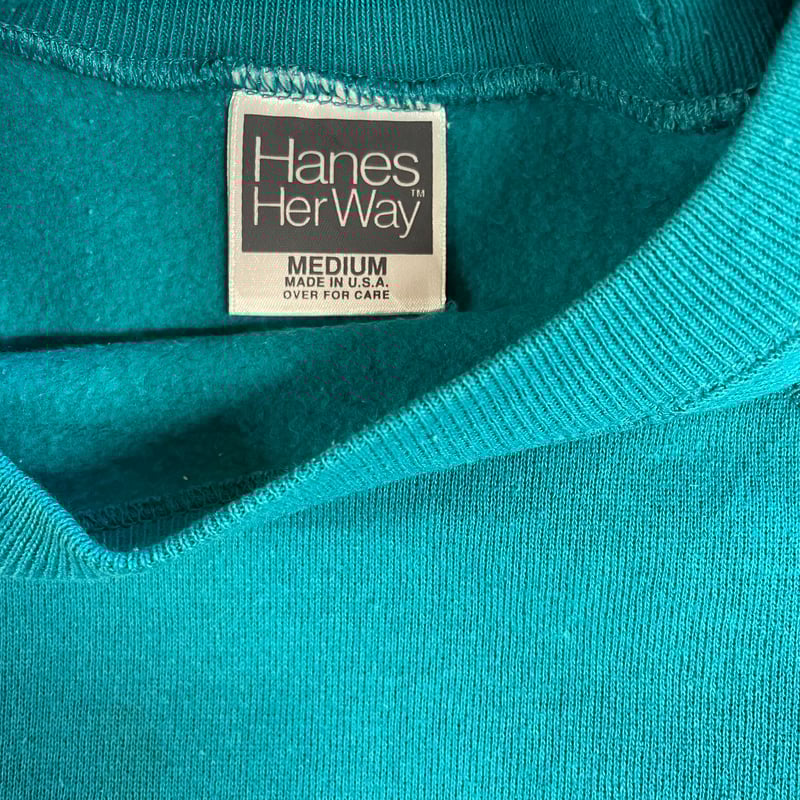 Hanes
Her Way™
MEDIUM
MADE IN U.S.A.
OVER FOR CARE